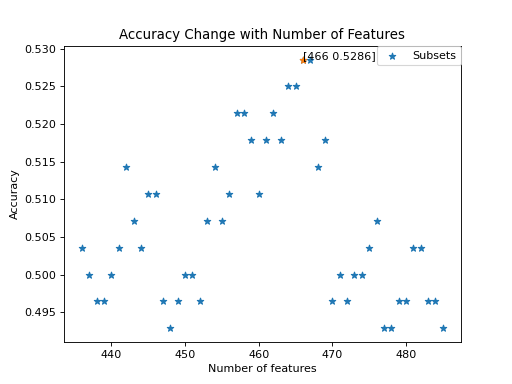 Accuracy Change with Number of Features
0.530
0.525
0.520
0.515
0.510
0.505
0.500
0.495
Accuracy
[466 0.5286]
Subsets
440 450 460 470 480
Number of features